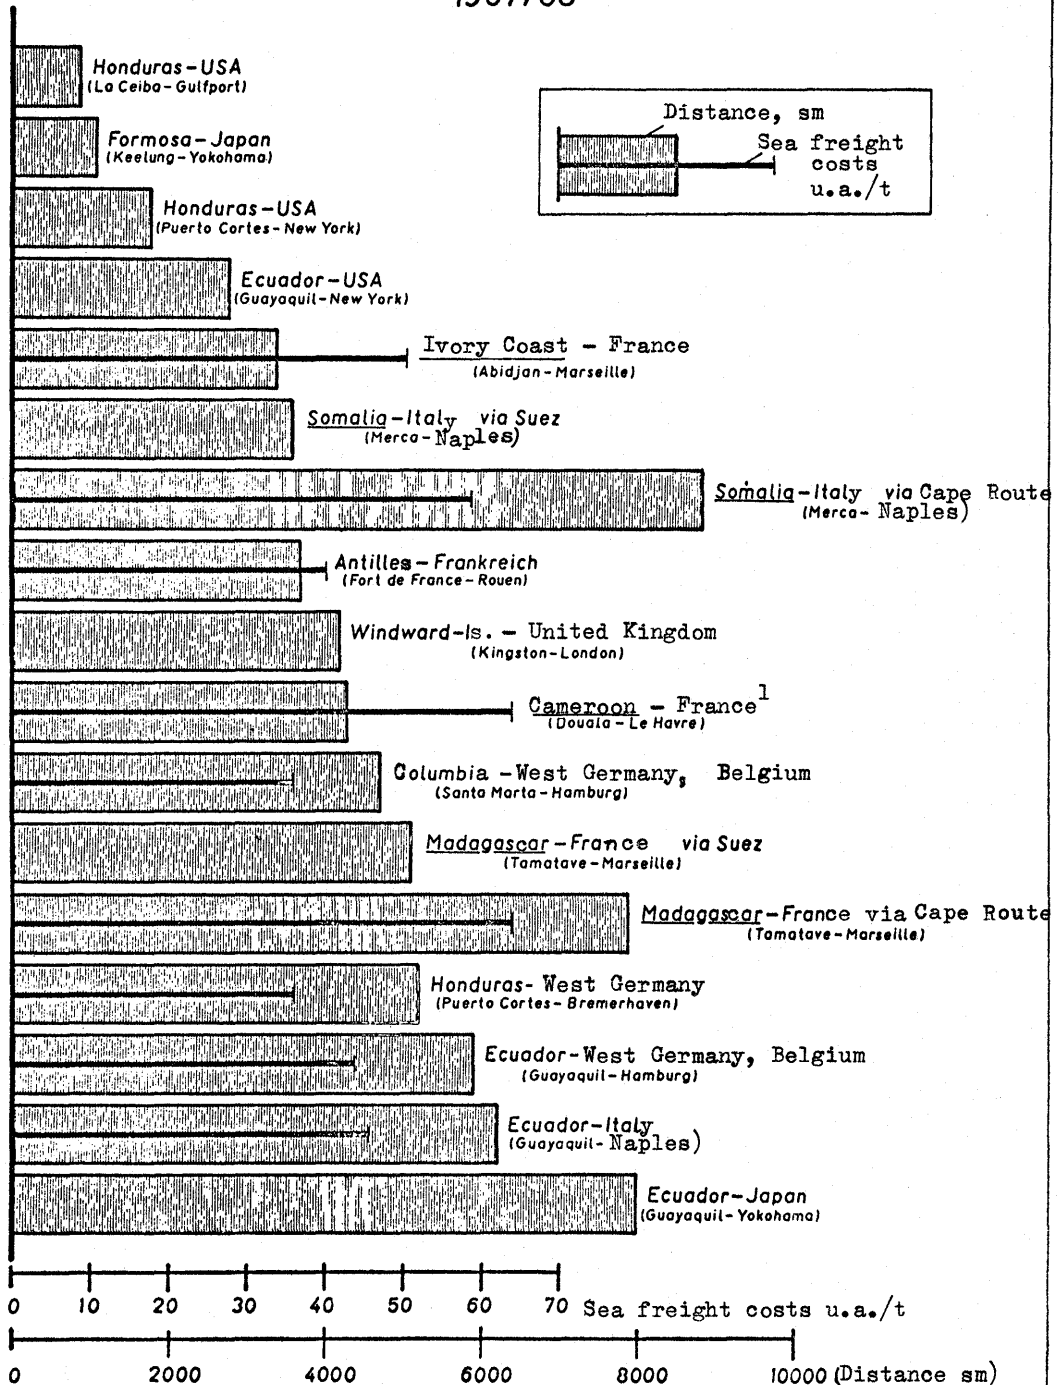 Honduras-USA
(La Ceiba-Gulfport)
Distance, sm
Sea freight
costs
u.a./t
Formosa-Japan
(Keelung-Yokohama)
Honduras-USA
(Puerto Cortes-New York)
Ecuador-USA
(Guayaquil-New York)
Ivory Coast - France
(Abidjan-Marseille)
Somalia-Italy via Suez
(Merca-Naples)
Somalia-Italy via Cape Route
(Merca-Naples)
Antilles-Frankreich
(Fort de France-Rouen)
Windward-Is. - United Kingdom
(Kingston-London)
Cameroon - France1
(Douala-Le Havre)
Columbia -West Germany, Belgium
(Santa Marta-Hamburg)
Madagascar-France via Suez
(Tamatave-Marseille)
Madagascar-France via Cape Route
(Tamatave-Marseille)
Honduras- West Germany
(Puerto Cortes-Bremerhaven)
Ecuador-West Germany, Belgium
(Guayaquil-Hamburg)
Ecuador-Italy
(Guayaquil-Naples)
Ecuador-Japan
(Guayaquil-Yokohama)
0 10 20 30 40 50 60 70 Sea freight costs u.a./t
0 2000 4000 6000 8000 10000 (Distance sm)